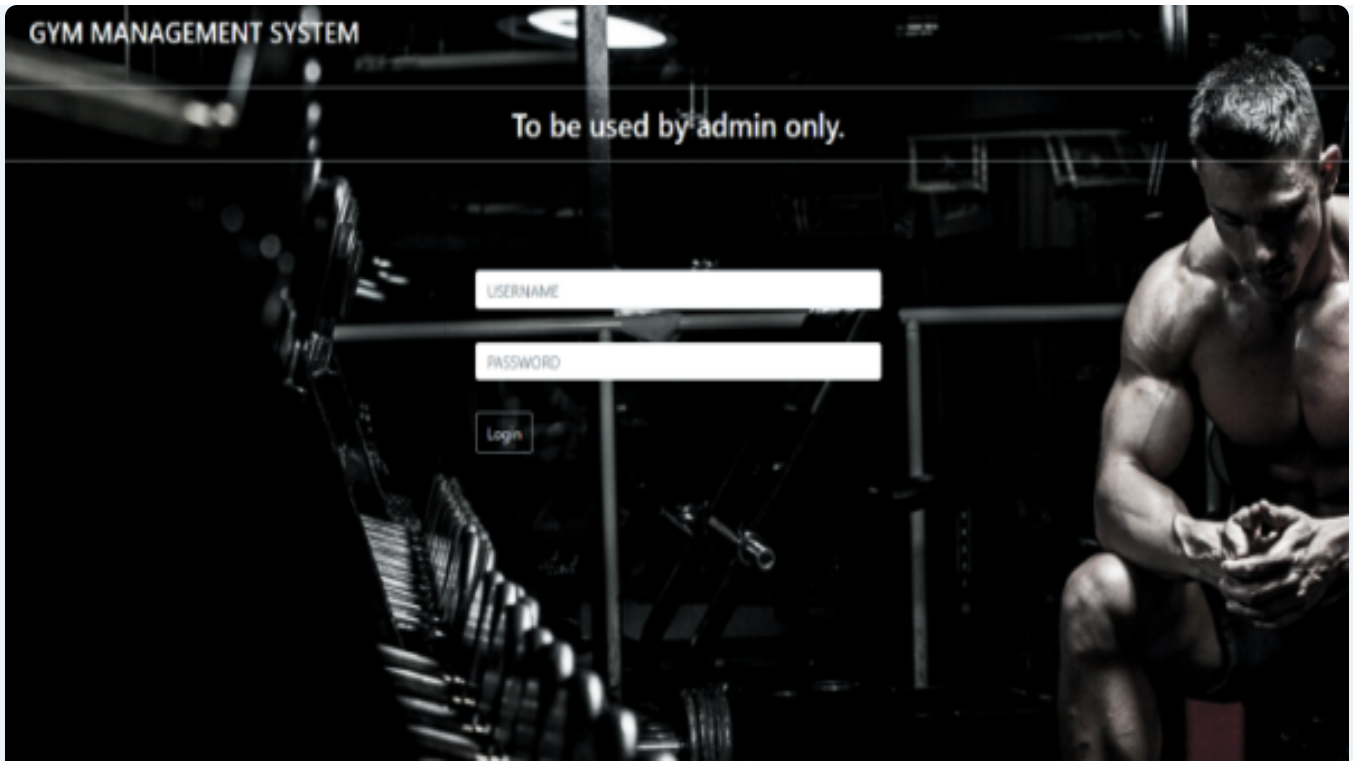 GYM MANAGEMENT SYSTEM
To be used by admin only.
USERNAME
PASSWORD
Login